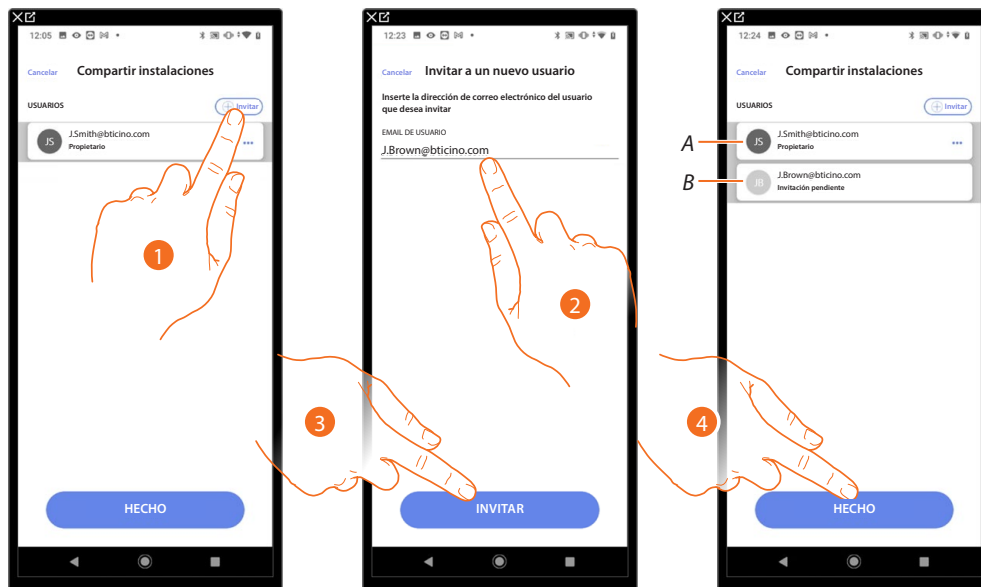 12:05
Cancelar Compartir instalaciones
USUARIOS
Invitar
JS
J.Smith@bticino.com
Propietario
1
HECHO
12:23
Cancelar Invitar a un nuevo usuario
Inserte la dirección de correo electrónico del usuario
que desea invitar
EMAIL DE USUARIO
J.Brown@bticino.com
2
3
INVITAR
12:24
Cancelar Compartir instalaciones
USUARIOS
Invitar
A
JS
J.Smith@bticino.com
Propietario
B
JB
J.Brown@bticino.com
Invitación pendiente
4
HECHO